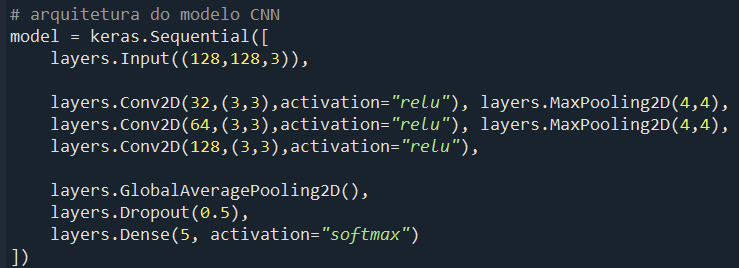 # arquitetura do modelo CNN
model = keras.Sequential([
    layers.Input((128,128,3)),

    layers.Conv2D(32,(3,3),activation="relu"), layers.MaxPooling2D(4,4),
    layers.Conv2D(64,(3,3),activation="relu"), layers.MaxPooling2D(4,4),
    layers.Conv2D(128,(3,3),activation="relu"),

    layers.GlobalAveragePooling2D(),
    layers.Dropout(0.5),
    layers.Dense(5, activation="softmax")
])